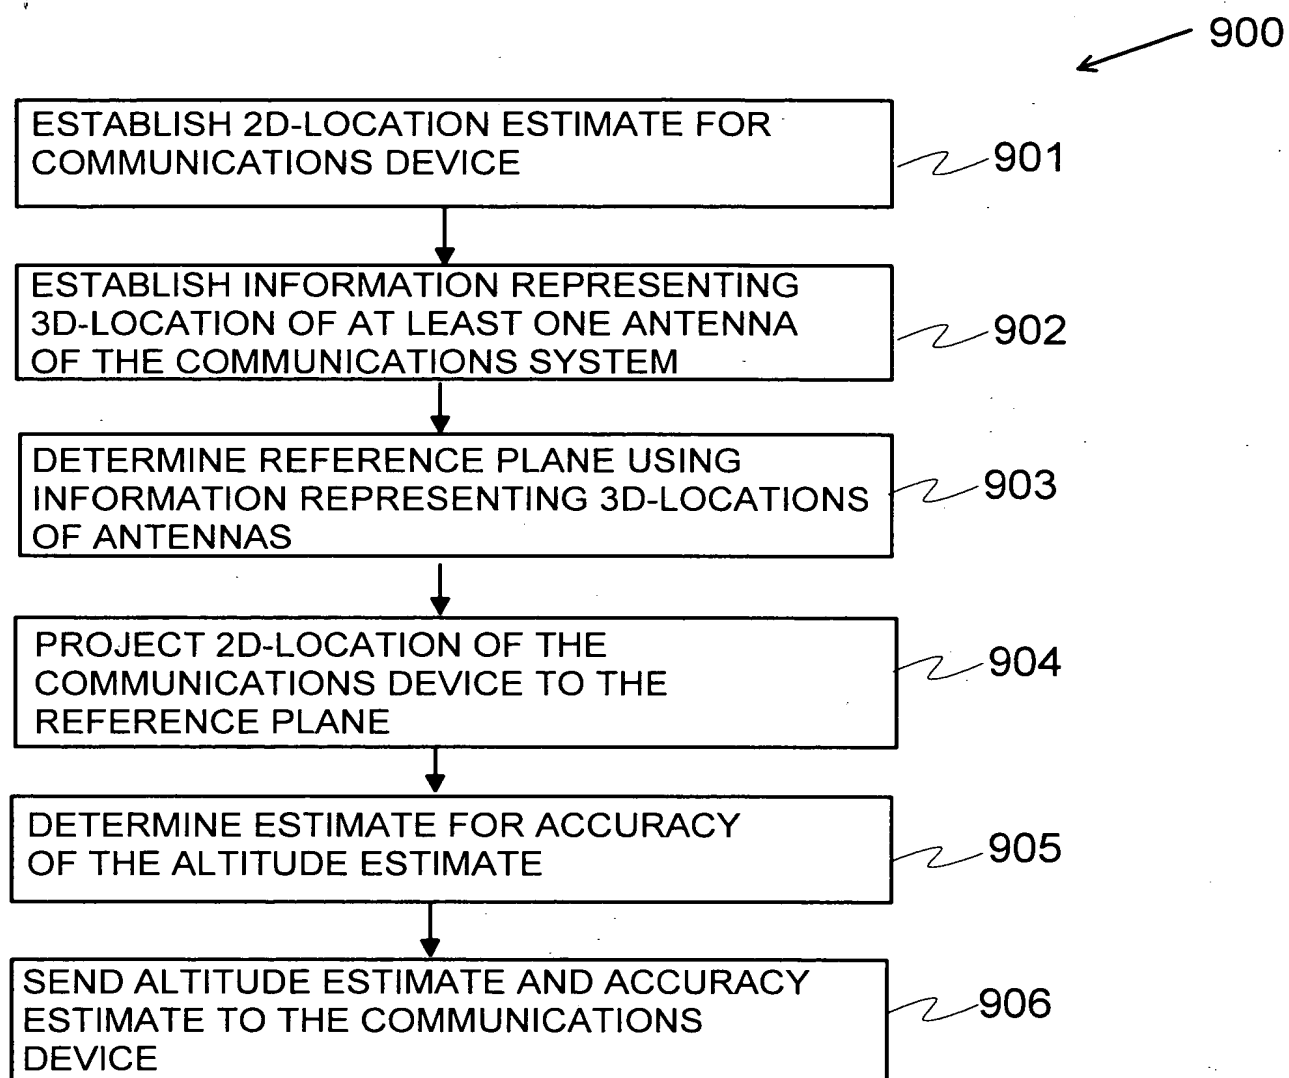 900
ESTABLISH 2D-LOCATION ESTIMATE FOR
COMMUNICATIONS DEVICE
901
ESTABLISH INFORMATION REPRESENTING
3D-LOCATION OF AT LEAST ONE ANTENNA
OF THE COMMUNICATIONS SYSTEM
902
DETERMINE REFERENCE PLANE USING
INFORMATION REPRESENTING 3D-LOCATIONS
OF ANTENNAS
903
PROJECT 2D-LOCATION OF THE
COMMUNICATIONS DEVICE TO THE
REFERENCE PLANE
904
DETERMINE ESTIMATE FOR ACCURACY
OF THE ALTITUDE ESTIMATE
905
SEND ALTITUDE ESTIMATE AND ACCURACY
ESTIMATE TO THE COMMUNICATIONS
DEVICE
906